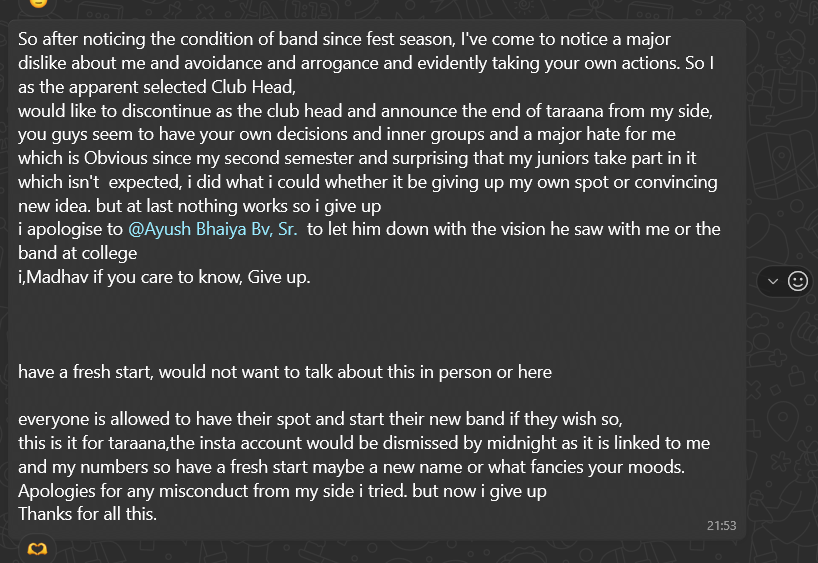 So after noticing the condition of band since fest season, I've come to notice a major
dislike about me and avoidance and arrogance and evidently taking your own actions. So I
as the apparent selected Club Head,
would like to discontinue as the club head and announce the end of taraana from my side,
you guys seem to have your own decisions and inner groups and a major hate for me
which is Obvious since my second semester and surprising that my juniors take part in it
which isn't  expected, i did what i could whether it be giving up my own spot or convincing
new idea. but at last nothing works so i give up
i apologise to @Ayush Bhaiya Bv, Sr.  to let him down with the vision he saw with me or the
band at college
i,Madhav if you care to know, Give up.
have a fresh start, would not want to talk about this in person or here
everyone is allowed to have their spot and start their new band if they wish so,
this is it for taraana,the insta account would be dismissed by midnight as it is linked to me
and my numbers so have a fresh start maybe a new name or what fancies your moods.
Apologies for any misconduct from my side i tried. but now i give up
Thanks for all this.
21:53